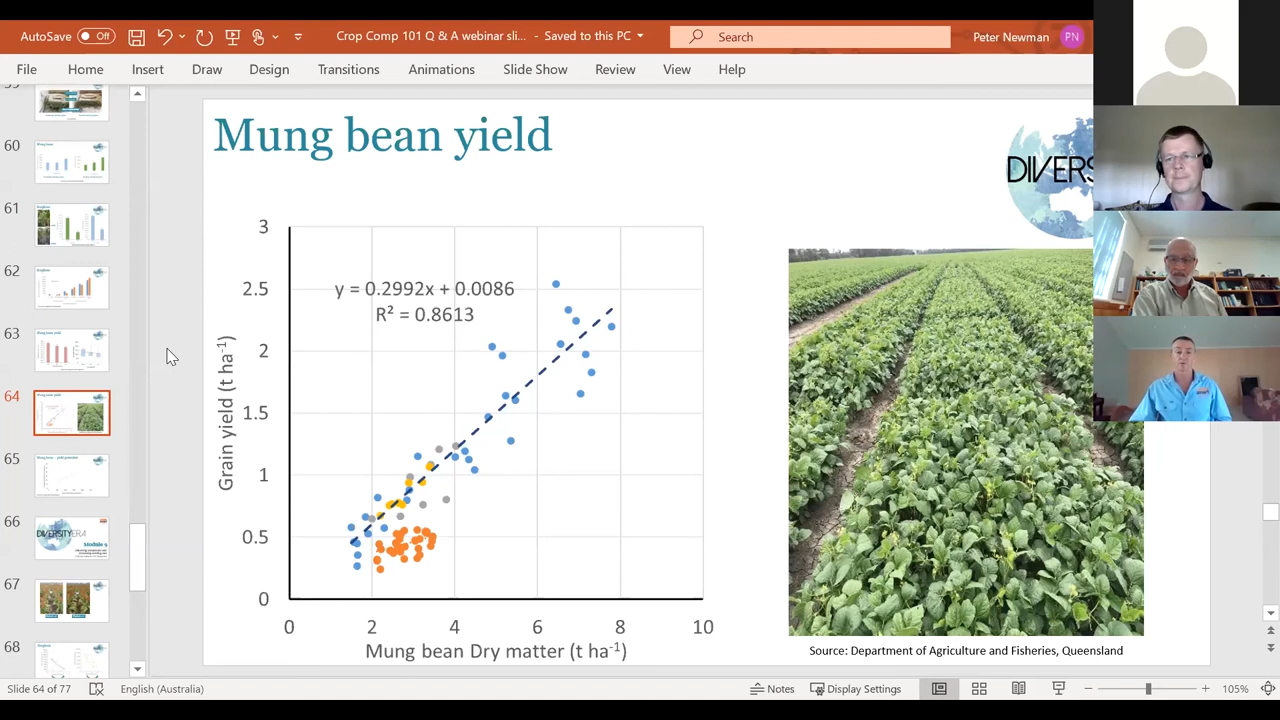 AutoSave Off Crop Comp 101 Q & A webinar sli... - Saved to this PC Search Peter Newman PN
File Home Insert Draw Design Transitions Animations Slide Show Review View Help
60
61
62
63
64
65
66
67
68
Mung bean yield
DIVERS
3
2.5
2
1.5
1
0.5
0
y = 0.2992x + 0.0086
R² = 0.8613
Grain yield (t ha⁻¹)
0 2 4 6 8 10
Mung bean Dry matter (t ha⁻¹)
Source: Department of Agriculture and Fisheries, Queensland
Slide 64 of 77 English (Australia) Notes Display Settings 105%